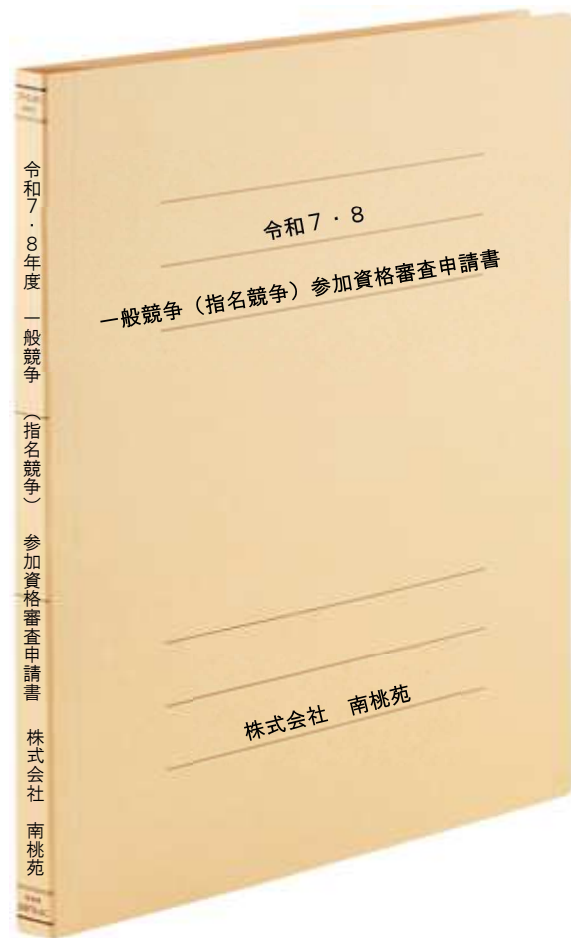 令和7・8年度　一般競争　（指名競争）　参加資格審査申請書　株式会社　南桃苑
令和7・8
一般競争（指名競争）参加資格審査申請書
株式会社　南桃苑